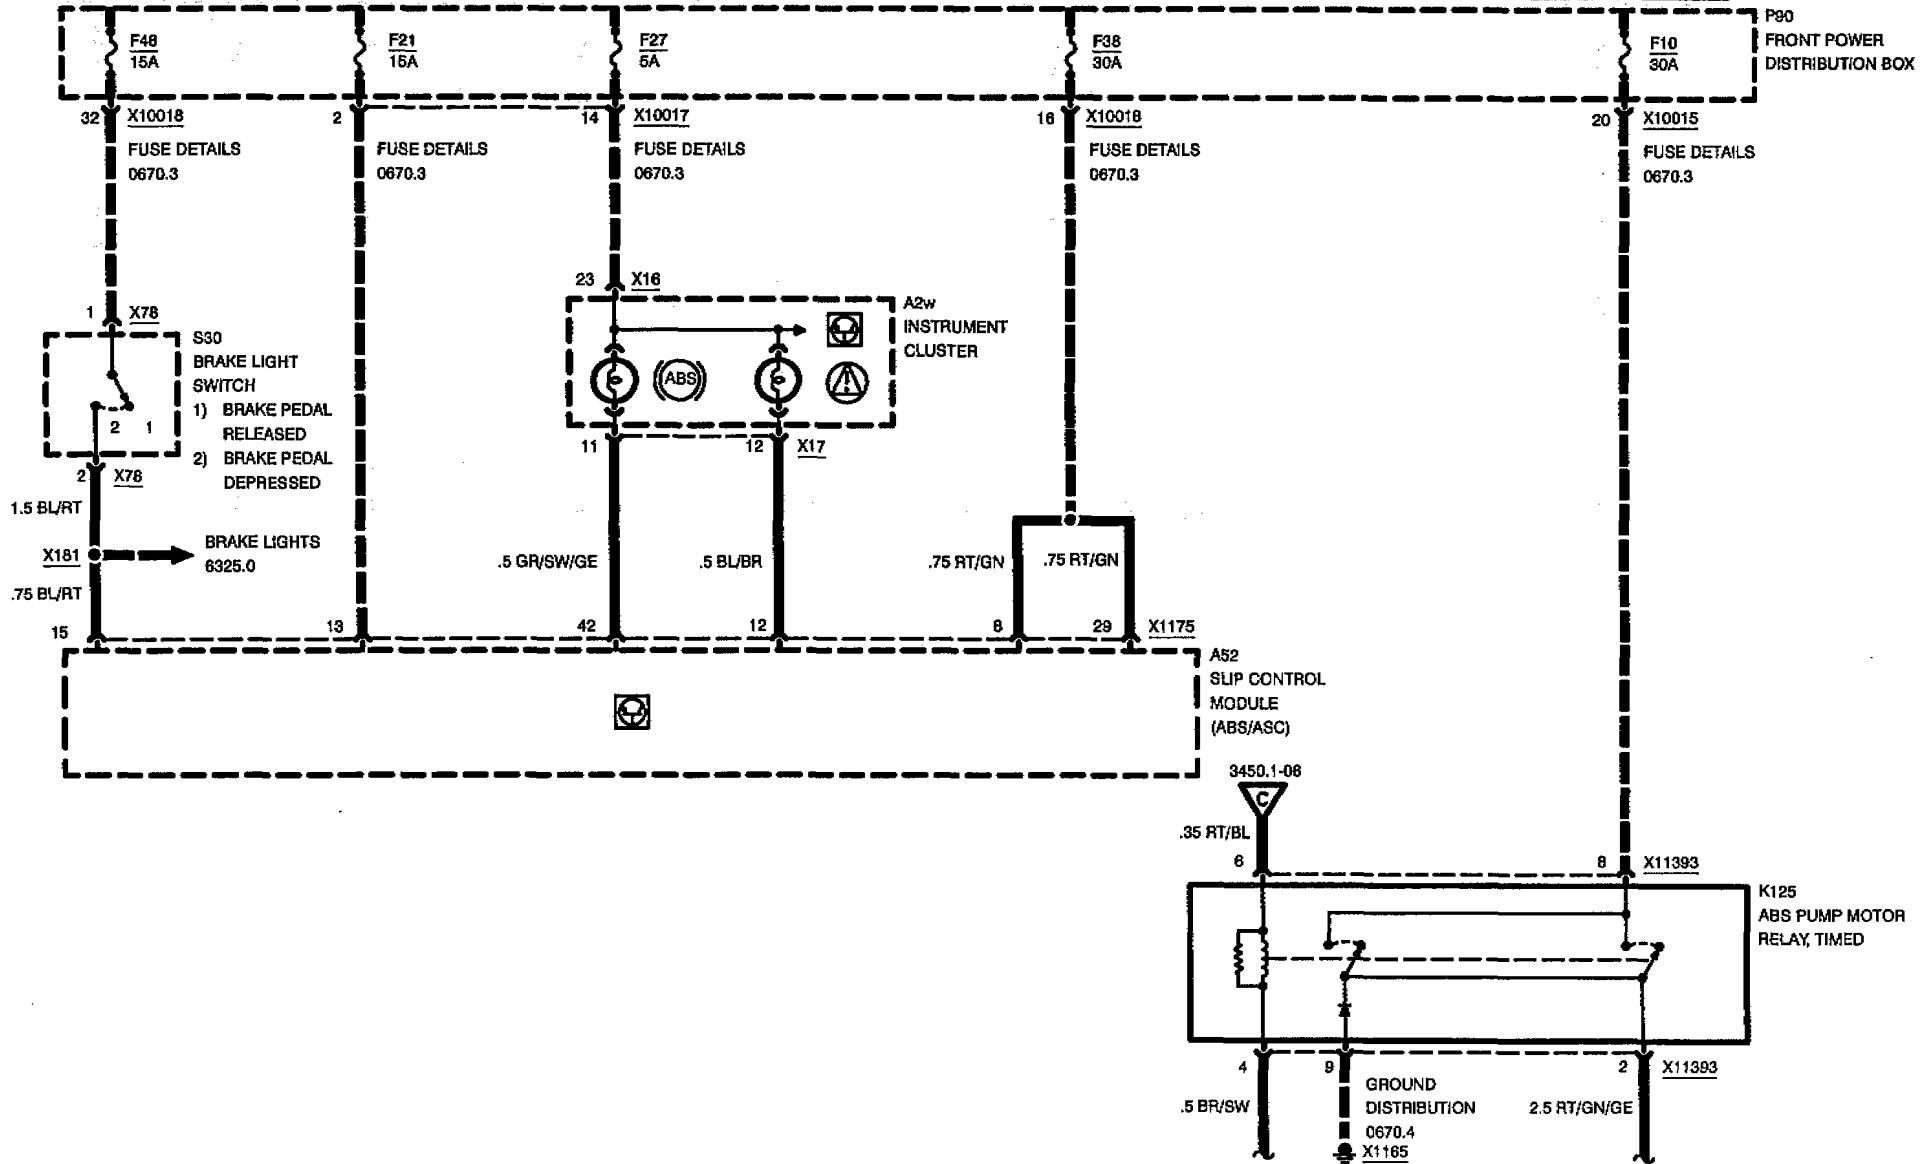 P90
FRONT POWER
DISTRIBUTION BOX
F46
15A
F21
15A
F27
5A
F38
30A
F10
30A
32 X10018
2
14 X10017
16 X10018
20 X10015
FUSE DETAILS
0670.3
FUSE DETAILS
0670.3
FUSE DETAILS
0670.3
FUSE DETAILS
0670.3
FUSE DETAILS
0670.3
23 X16
A2w
INSTRUMENT
CLUSTER
ABS
11
12 X17
1 X78
S30
BRAKE LIGHT
SWITCH
1) BRAKE PEDAL
RELEASED
2) BRAKE PEDAL
DEPRESSED
2 1
2 X78
1.5 BL/RT
X181
BRAKE LIGHTS
6325.0
.75 BL/RT
.5 GR/SW/GE
.5 BL/BR
.75 RT/GN
.75 RT/GN
15
13
42
12
8
29 X1175
A52
SLIP CONTROL
MODULE
(ABS/ASC)
3450.1-06
C
.35 RT/BL
6
8 X11393
K125
ABS PUMP MOTOR
RELAY, TIMED
4
9
2 X11393
.5 BR/SW
GROUND
DISTRIBUTION
0670.4
X1165
2.5 RT/GN/GE